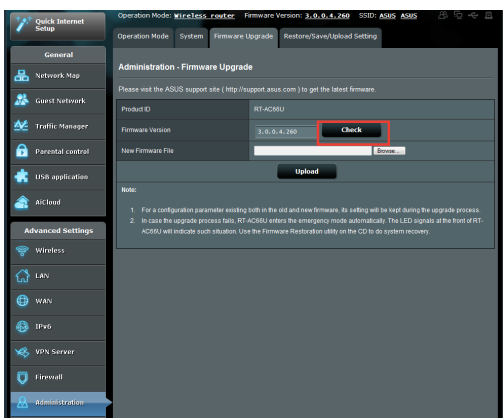 Quick Internet
Setup
Operation Mode: Wireless router Firmware Version: 3.0.0.4.260 SSID: ASUS ASUS
Operation Mode System Firmware Upgrade Restore/Save/Upload Setting
General
Network Map
Guest Network
Traffic Manager
Parental control
USB application
AiCloud
Advanced Settings
Wireless
LAN
WAN
IPv6
VPN Server
Firewall
Administration
Administration - Firmware Upgrade
Please visit the ASUS support site ( http://support.asus.com ) to get the latest firmware.
Product ID RT-AC66U
Firmware Version 3.0.0.4.260 Check
New Firmware File Browse...
Upload
Note:
1. For a configuration parameter existing both in the old and new firmware, its setting will be kept during the upgrade process.
2. In case the upgrade process fails, RT-AC66U enters the emergency mode automatically. The LED signals at the front of RT-
AC66U will indicate such situation. Use the Firmware Restoration utility on the CD to do system recovery.